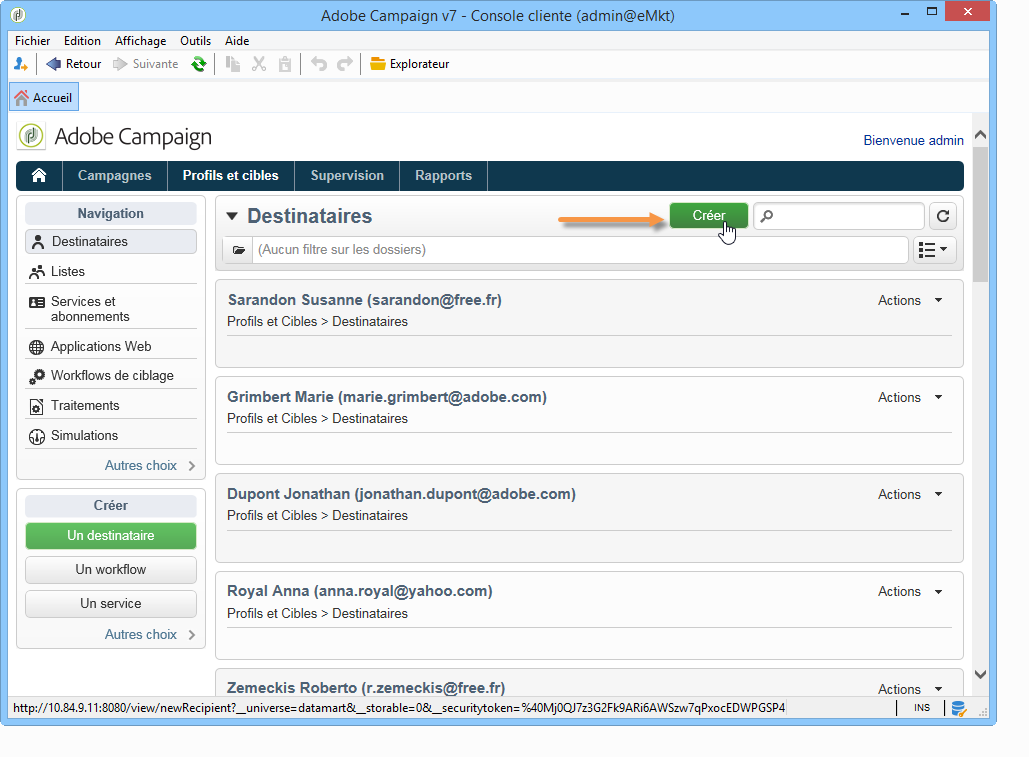 Adobe Campaign v7 - Console cliente (admin@eMkt)
Fichier Edition Affichage Outils Aide
Retour Suivante Explorateur
Accueil
Adobe Campaign
Bienvenue admin
Campagnes Profils et cibles Supervision Rapports
Navigation
Destinataires
Listes
Services et
abonnements
Applications Web
Workflows de ciblage
Traitements
Simulations
Autres choix
Créer
Un destinataire
Un workflow
Un service
Autres choix
Destinataires
Créer
(Aucun filtre sur les dossiers)
Sarandon Susanne (sarandon@free.fr)
Actions
Profils et Cibles > Destinataires
Grimbert Marie (marie.grimbert@adobe.com)
Actions
Profils et Cibles > Destinataires
Dupont Jonathan (jonathan.dupont@adobe.com)
Actions
Profils et Cibles > Destinataires
Royal Anna (anna.royal@yahoo.com)
Actions
Profils et Cibles > Destinataires
Zemeckis Roberto (r.zemeckis@free.fr)
Actions
http://10.84.9.11:8080/view/newRecipient?__universe=datamart&__storable=0&__securitytoken=%40Mj0QJ7z3G2Fk9ARi6AWSzw7qPxocEDWPGSP4
INS